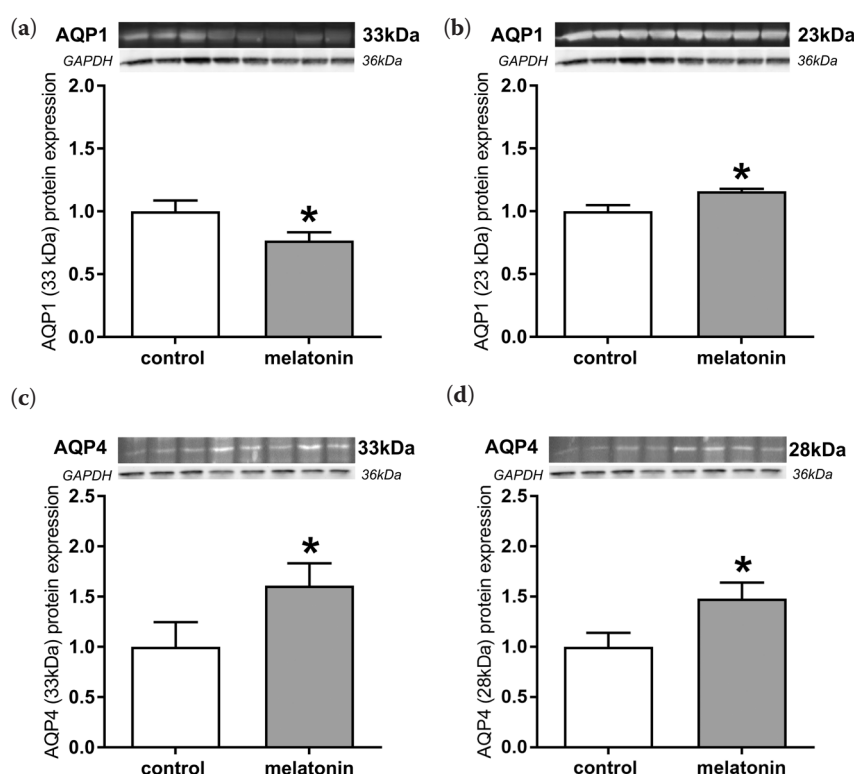 (a)
AQP1 33kDa
GAPDH 36kDa
AQP1 (33 kDa) protein expression
2.0
1.5
1.0
0.5
0.0
*
control melatonin
(b)
AQP1 23kDa
GAPDH 36kDa
AQP1 (23 kDa) protein expression
2.0
1.5
1.0
0.5
0.0
*
control melatonin
(c)
AQP4 33kDa
GAPDH 36kDa
AQP4 (33kDa) protein expression
2.5
2.0
1.5
1.0
0.5
0.0
*
control melatonin
(d)
AQP4 28kDa
GAPDH 36kDa
AQP4 (28kDa) protein expression
2.5
2.0
1.5
1.0
0.5
0.0
*
control melatonin